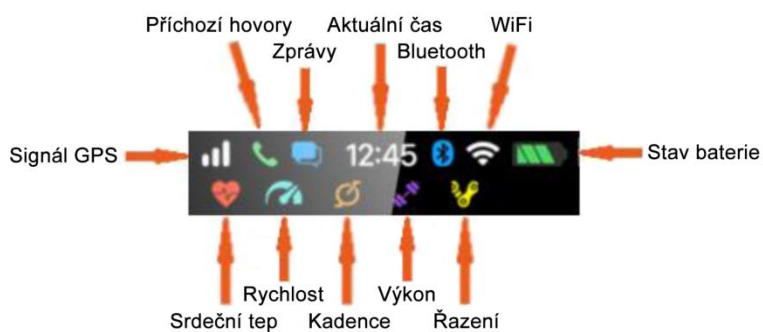 Příchozí hovory Aktuální čas WiFi
Zprávy Bluetooth
Signál GPS 12:45 Stav baterie
Rychlost Výkon
Srdeční tep Kadence Řazení